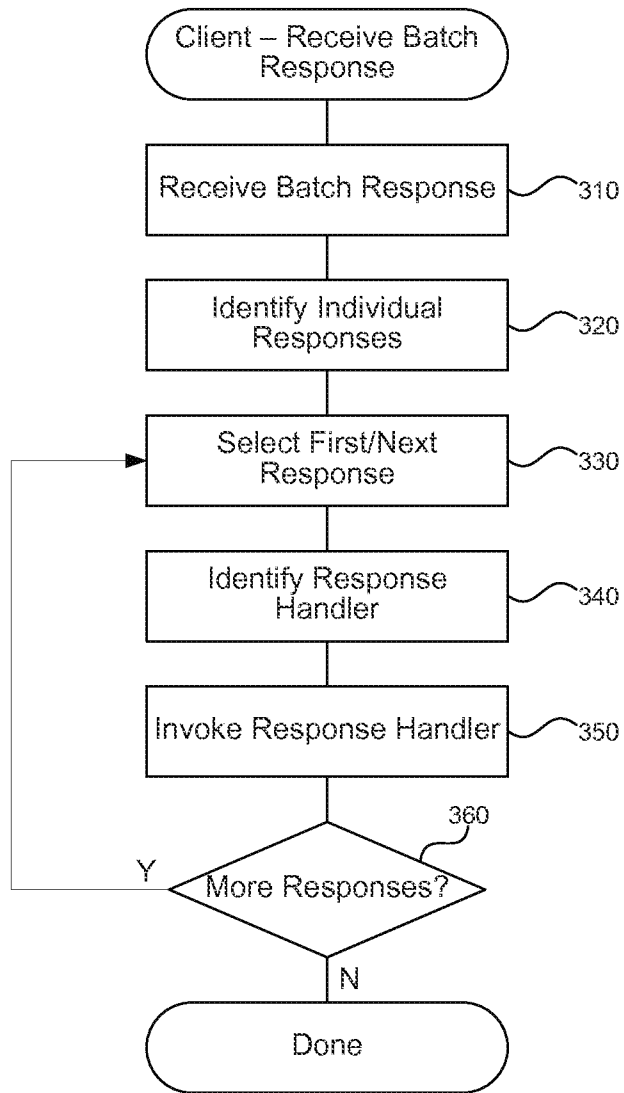 Client – Receive Batch
Response
Receive Batch Response
310
Identify Individual
Responses
320
Select First/Next
Response
330
Identify Response
Handler
340
Invoke Response Handler
350
360
More Responses?
Y
N
Done